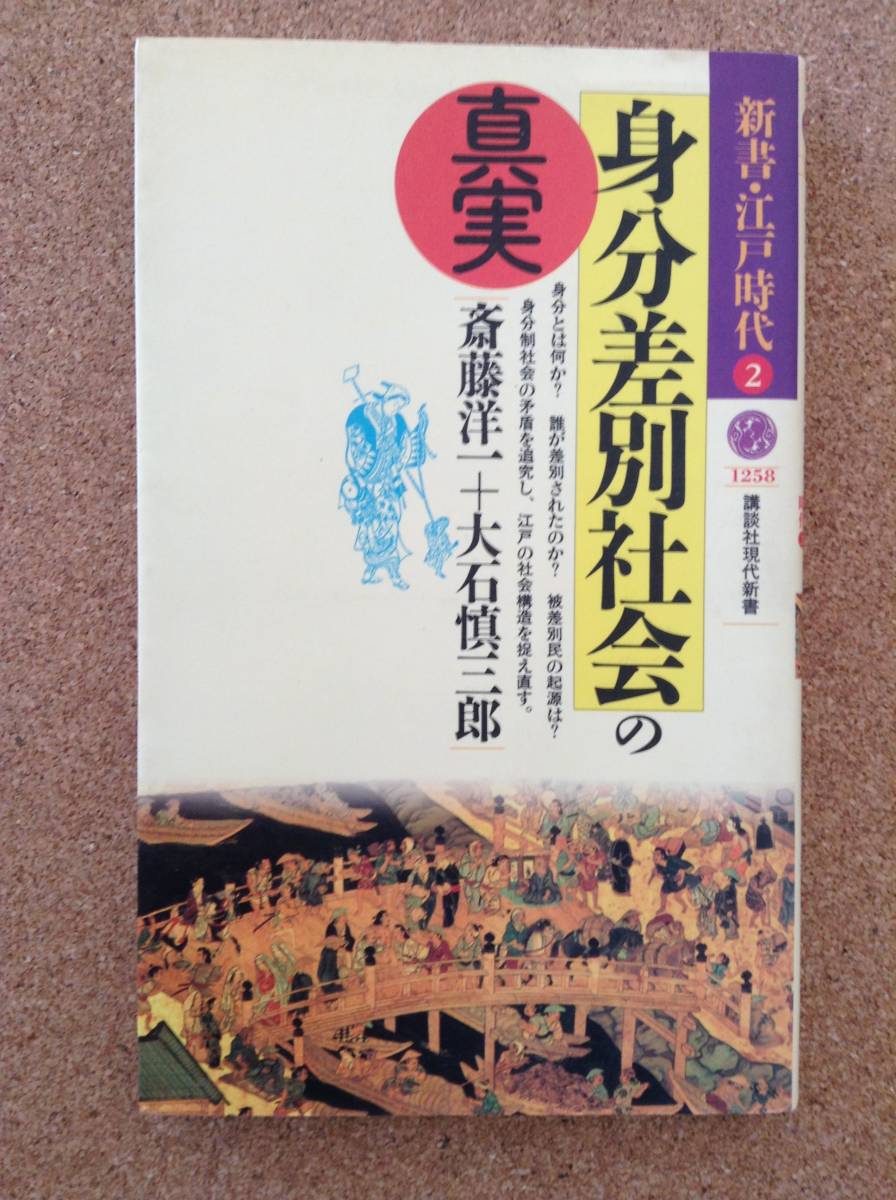 新書・江戸時代
2
1258
講談社現代新書
身分差別社会の
真実
身分とは何か? 誰が差別されたのか? 被差別民の起源は?
身分制社会の矛盾を追究し、江戸の社会構造を捉え直す。
斎藤洋一+大石慎三郎